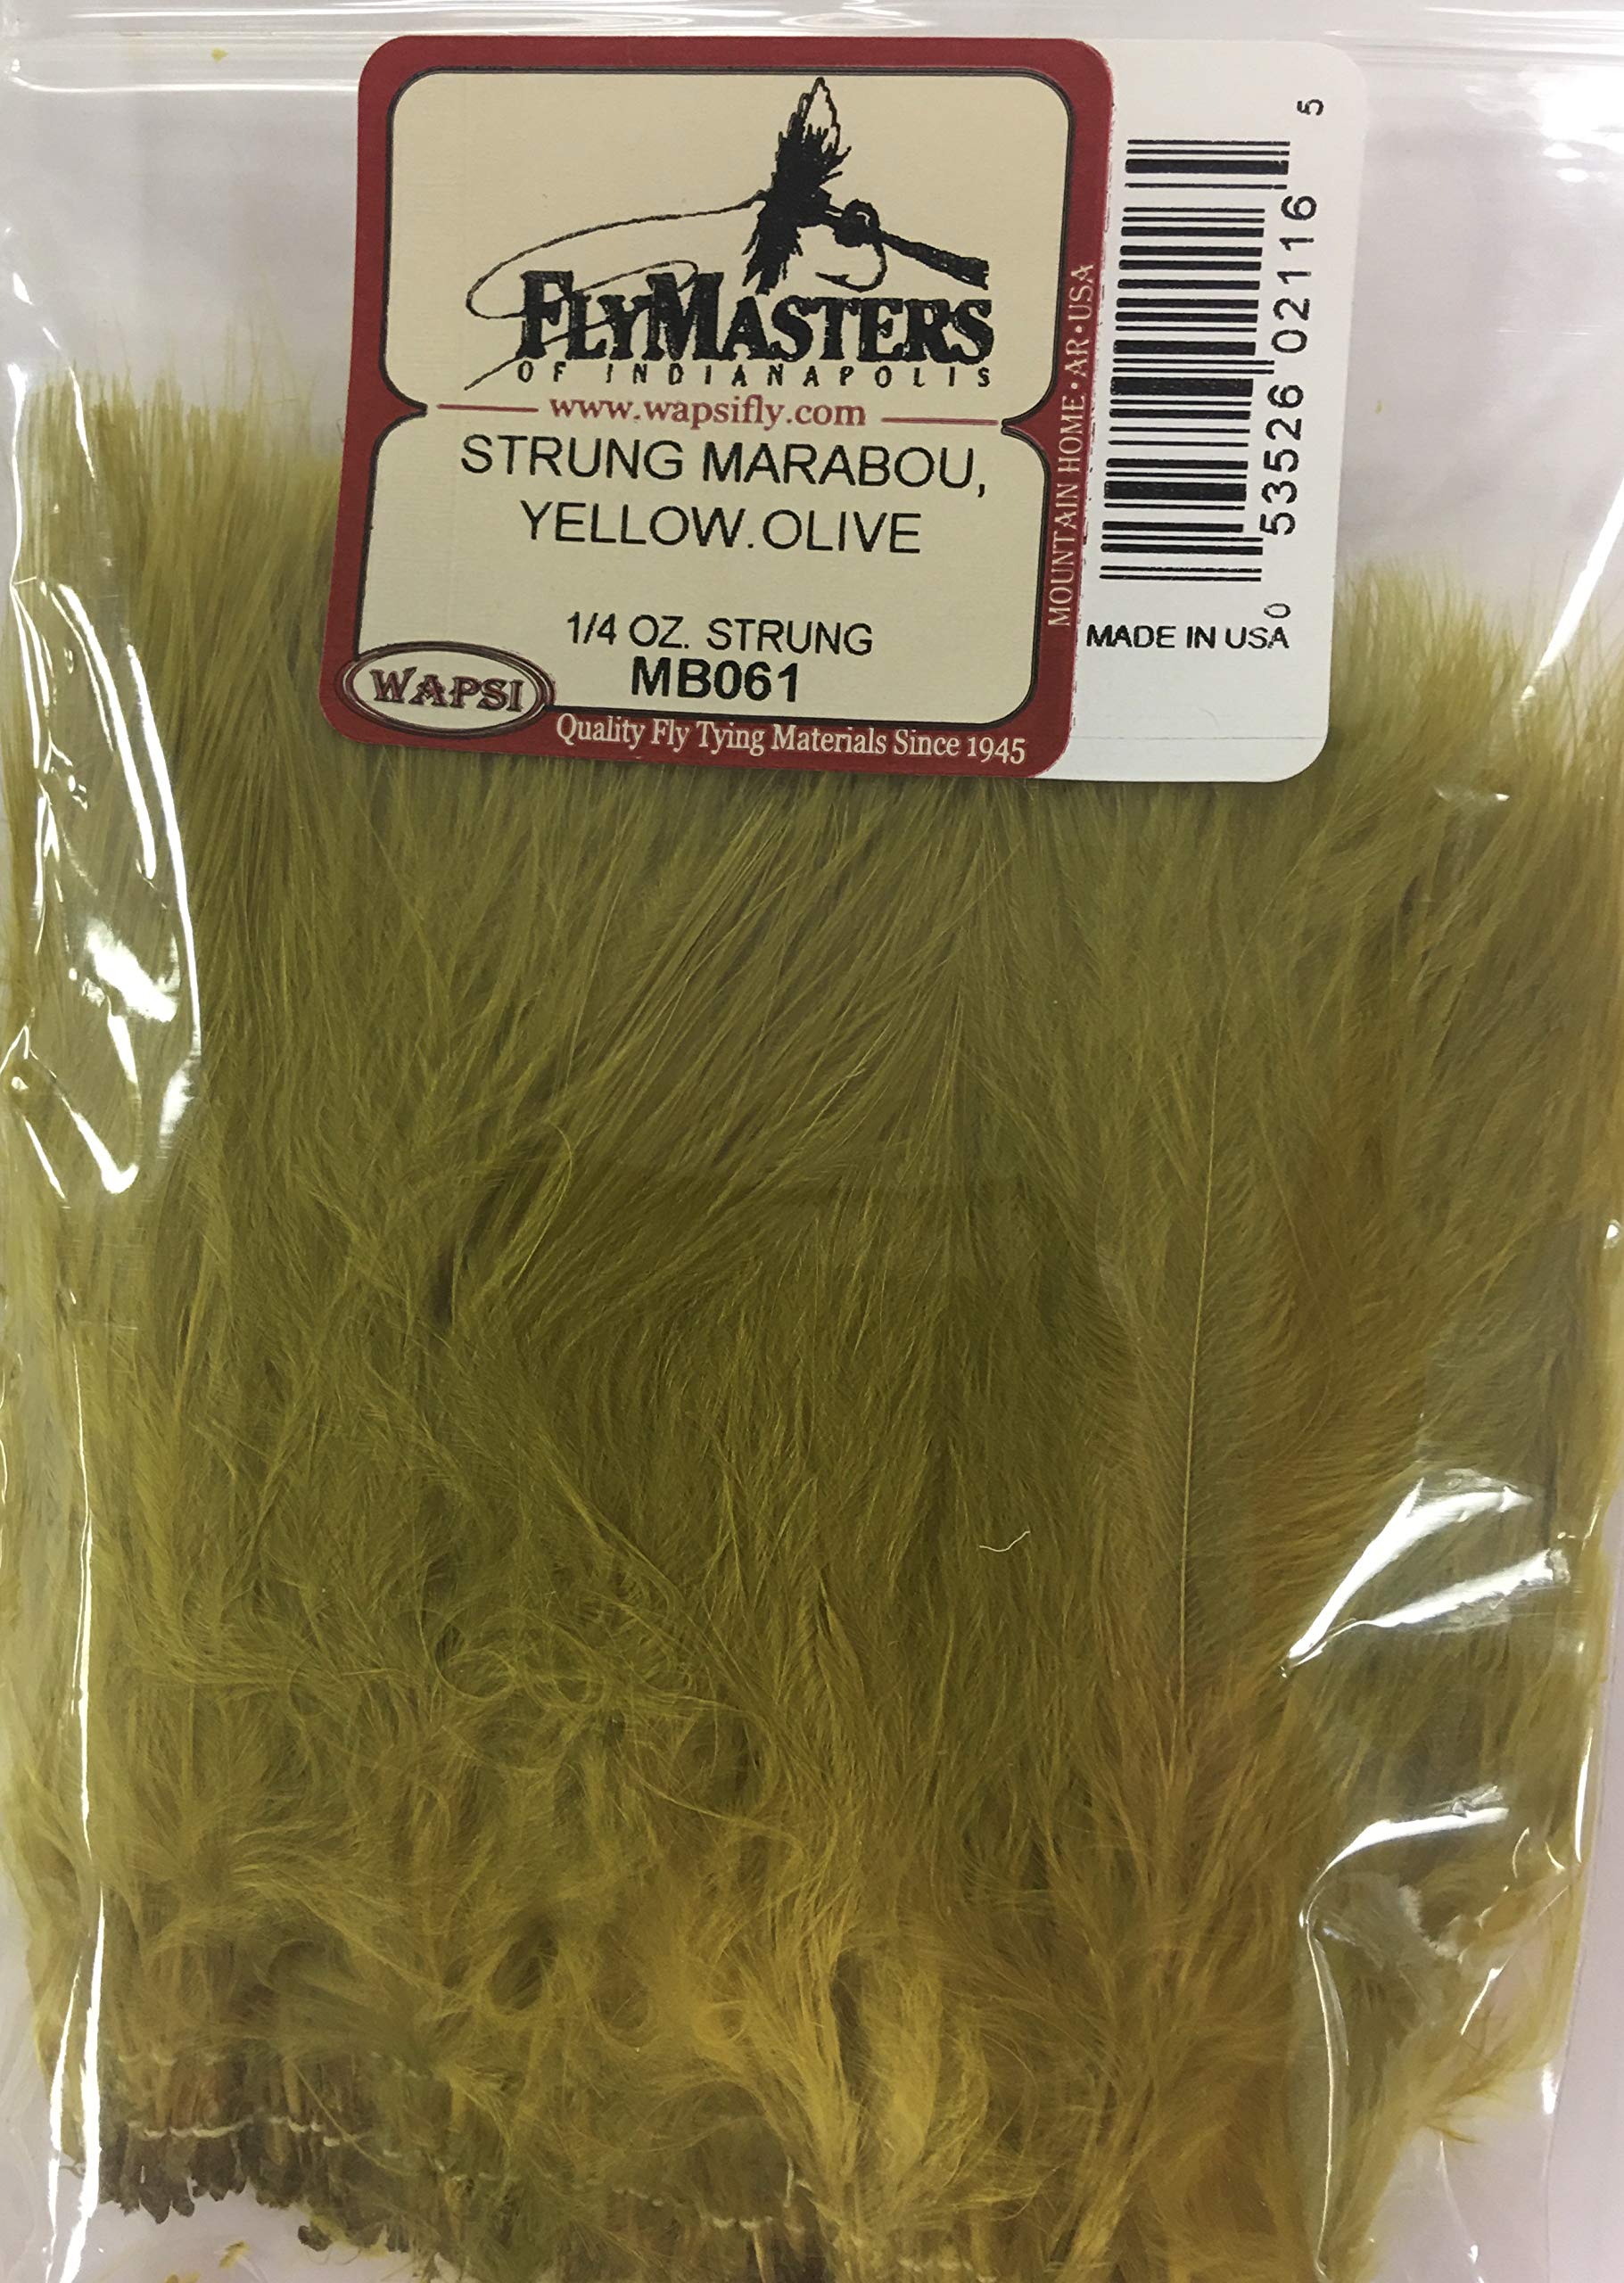 FLYMASTERS
OF INDIANAPOLIS
www.wapsifly.com
STRUNG MARABOU,
YELLOW.OLIVE
1/4 OZ. STRUNG
MB061
WAPSI
Quality Fly Tying Materials Since 1945
MOUNTAIN HOME • AR • USA
0 53526 02116 5
MADE IN USA